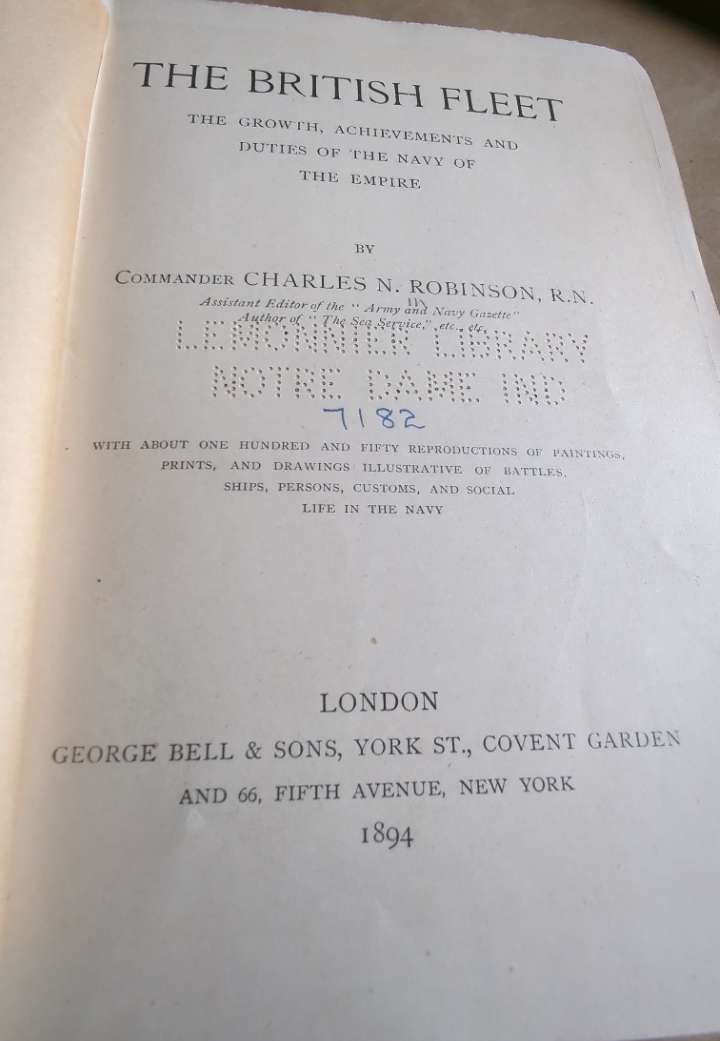 THE BRITISH FLEET
THE GROWTH, ACHIEVEMENTS AND
DUTIES OF THE NAVY OF
THE EMPIRE
BY
COMMANDER CHARLES N. ROBINSON, R.N.
Assistant Editor of the "Army and Navy Gazette"
Author of "The Sea Service," etc., etc.
LEMONNIER LIBRARY
NOTRE DAME IND
7182
WITH ABOUT ONE HUNDRED AND FIFTY REPRODUCTIONS OF PAINTINGS,
PRINTS, AND DRAWINGS ILLUSTRATIVE OF BATTLES,
SHIPS, PERSONS, CUSTOMS, AND SOCIAL
LIFE IN THE NAVY
LONDON
GEORGE BELL & SONS, YORK ST., COVENT GARDEN
AND 66, FIFTH AVENUE, NEW YORK
1894